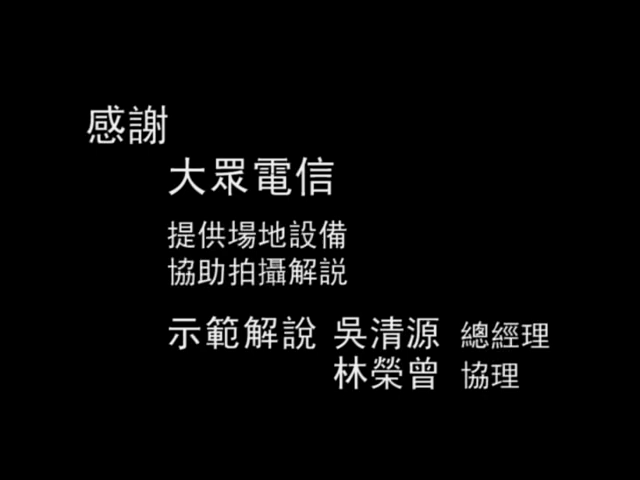 感謝
大眾電信
提供場地設備
協助拍攝解說
示範解說 吳清源 總經理
林榮曾 協理